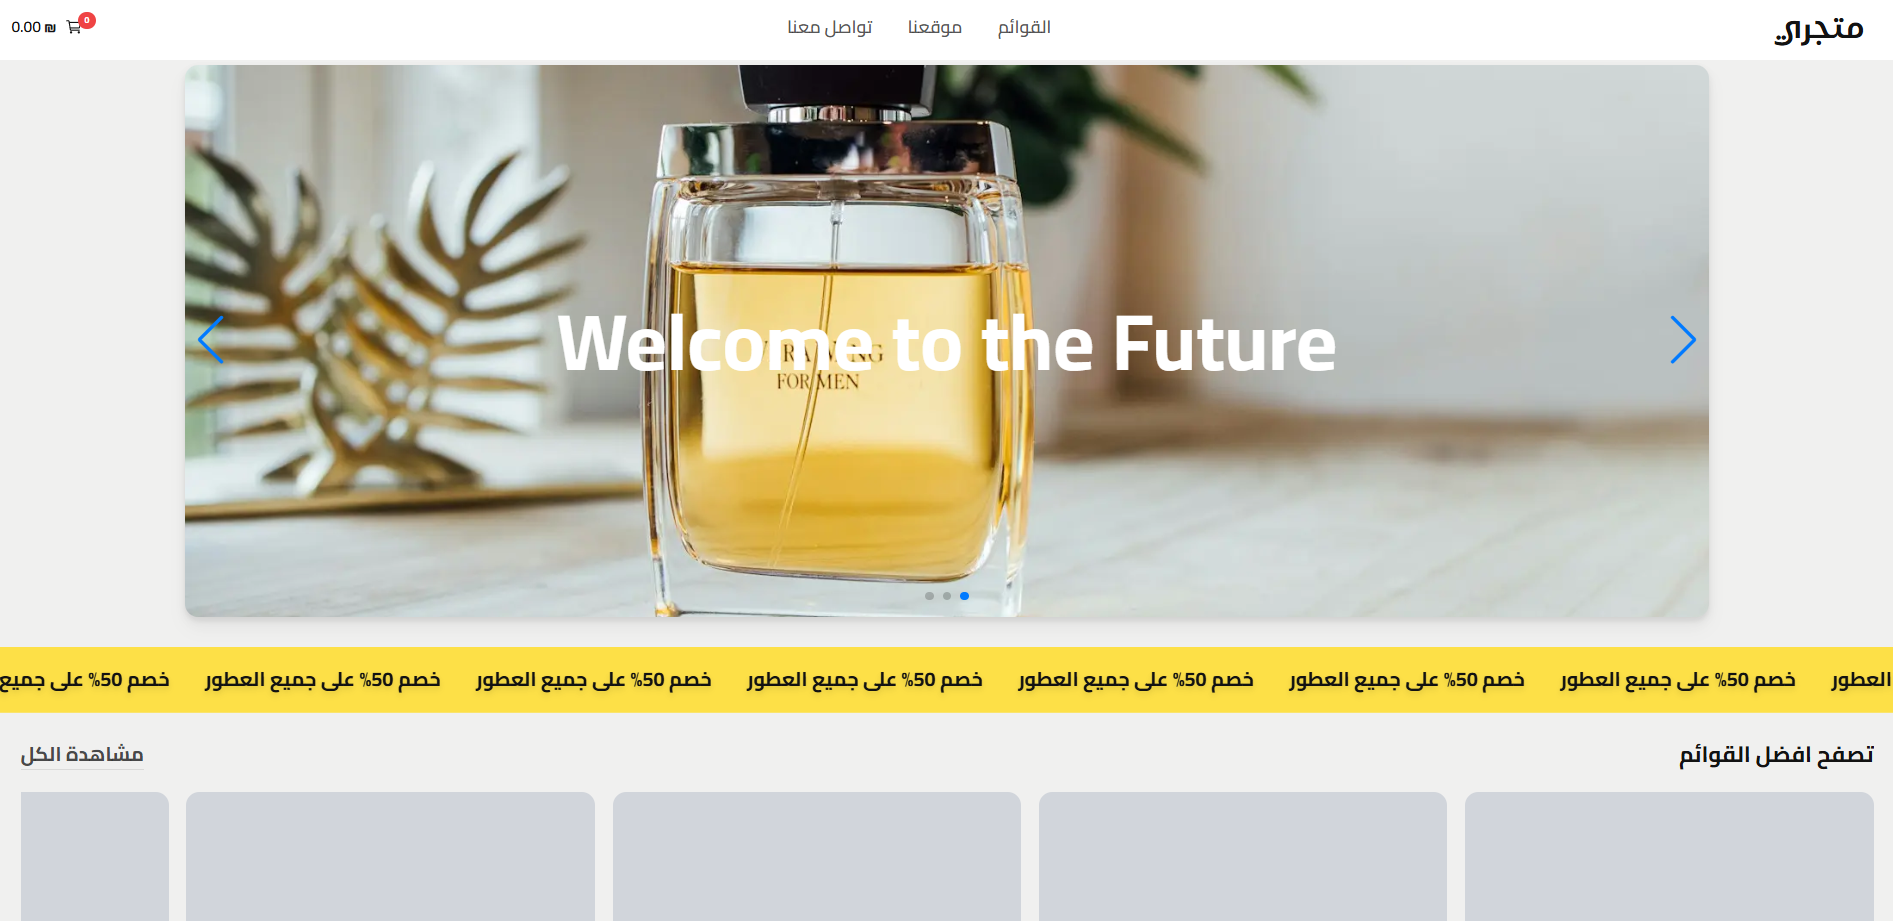 متجري
القوائم
موقعنا
تواصل معنا
0
0.00 ₪
Welcome to the Future
FOR MEN
العطور خصم 50% على جميع العطور خصم 50% على جميع العطور خصم 50% على جميع العطور خصم 50% على جميع العطور خصم 50% على جميع العطور خصم 50% على جميع العطور خصم 50% على جميع
تصفح افضل القوائم
مشاهدة الكل